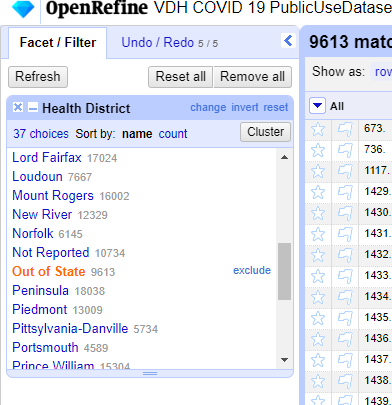 OpenRefine VDH COVID 19 PublicUseDatase
Facet / Filter Undo / Redo 5 / 5
9613 matc
Refresh Reset all Remove all
Show as: row
Health District change invert reset
All
37 choices Sort by: name count Cluster
Lord Fairfax 17024
Loudoun 7667
Mount Rogers 16002
New River 12329
Norfolk 6145
Not Reported 10734
Out of State 9613 exclude
Peninsula 18038
Piedmont 13009
Pittsylvania-Danville 5734
Portsmouth 4589
Prince William 15304
673.
736.
1117.
1429.
1430.
1431.
1432.
1433.
1434.
1435.
1436.
1437.
1438.
1439.